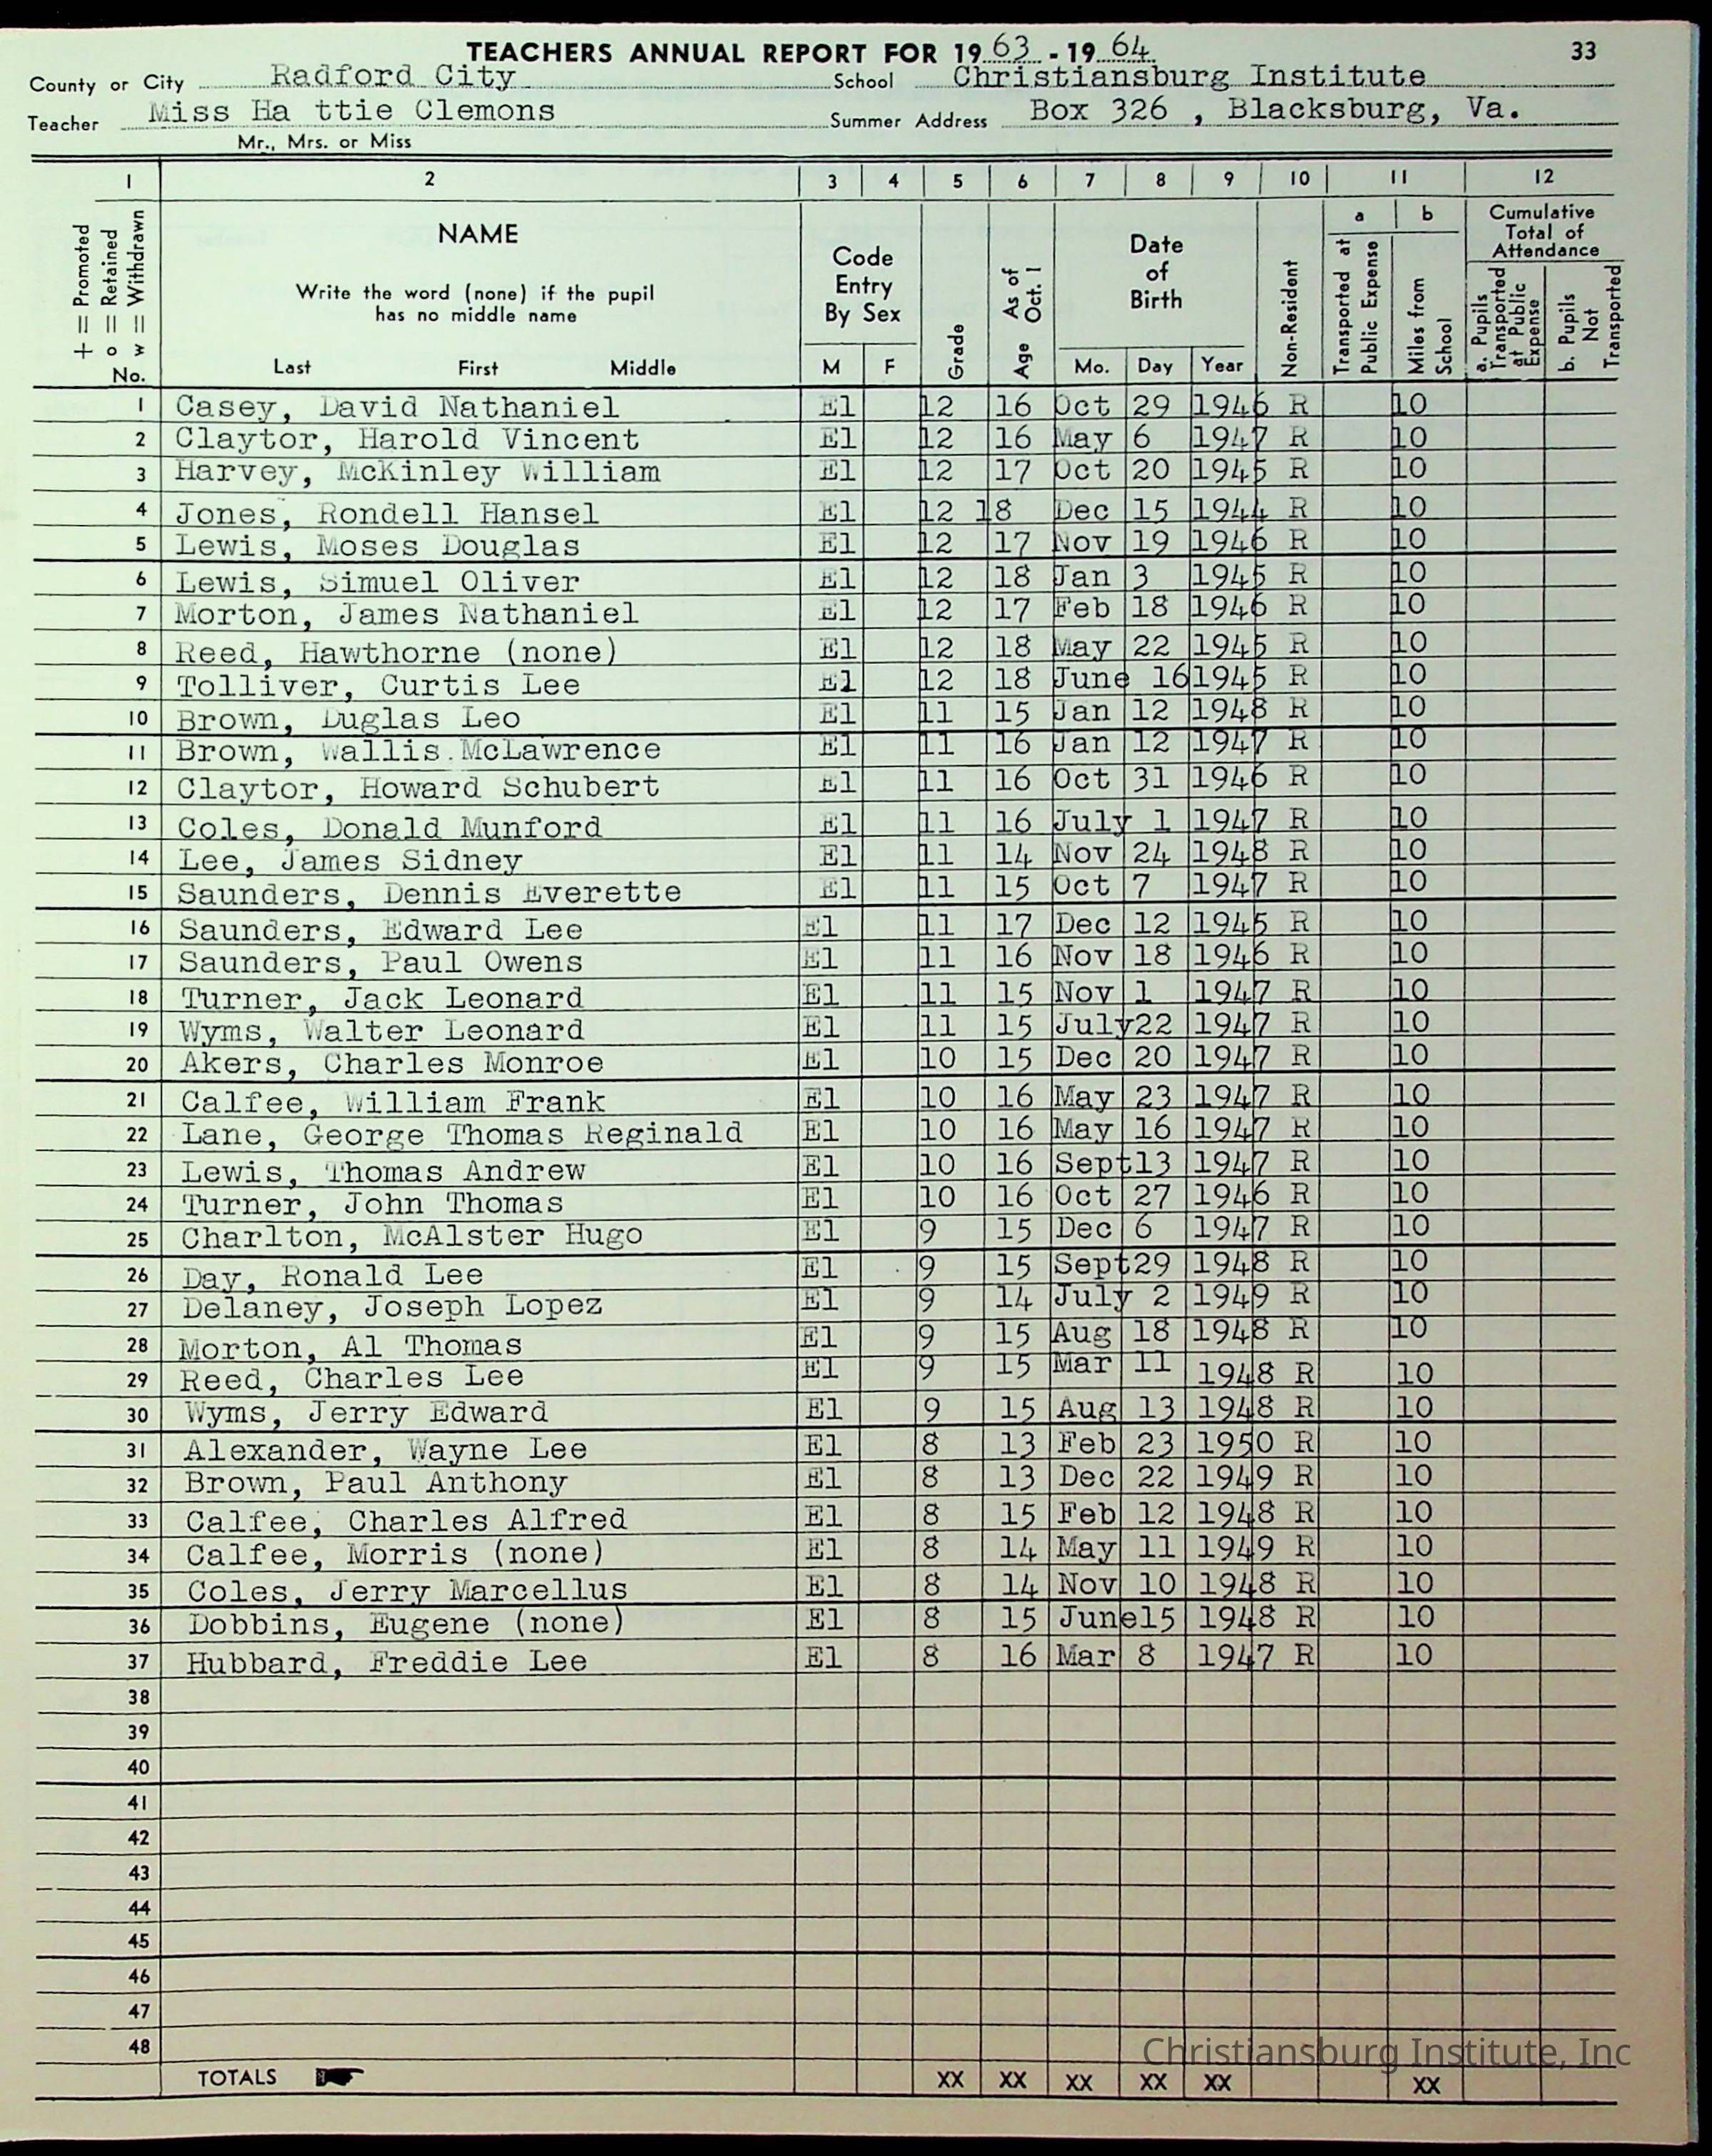 TEACHERS ANNUAL REPORT FOR 1963-1964 33
County or City Radford City School Christiansburg Institute
Teacher Miss Ha ttie Clemons Summer Address Box 326 , Blacksburg, Va.
Mr., Mrs. or Miss
1 2 3 4 5 6 7 8 9 10 11 12
+ = Promoted
o = Retained
w = Withdrawn
No.
NAME
Write the word (none) if the pupil
has no middle name
Last First Middle
Code
Entry
By Sex
M F
Grade
Age As of Oct. 1
Date
of
Birth
Mo. Day Year
Non-Resident
a b
Transported at Public Expense
Miles from School
Cumulative
Total of
Attendance
a. Pupils Transported at Public Expense
b. Pupils Not Transported
1 Casey, David Nathaniel El 12 16 Oct 29 1946 R 10
2 Claytor, Harold Vincent El 12 16 May 6 1947 R 10
3 Harvey, McKinley William El 12 17 Oct 20 1945 R 10
4 Jones, Rondell Hansel El 12 18 Dec 15 1944 R 10
5 Lewis, Moses Douglas El 12 17 Nov 19 1946 R 10
6 Lewis, Simuel Oliver El 12 18 Jan 3 1945 R 10
7 Morton, James Nathaniel El 12 17 Feb 18 1946 R 10
8 Reed, Hawthorne (none) El 12 18 May 22 1945 R 10
9 Tolliver, Curtis Lee El 12 18 June 16 1945 R 10
10 Brown, Duglas Leo El 11 15 Jan 12 1948 R 10
11 Brown, Wallis.McLawrence El 11 16 Jan 12 1947 R 10
12 Claytor, Howard Schubert El 11 16 Oct 31 1946 R 10
13 Coles, Donald Munford El 11 16 July 1 1947 R 10
14 Lee, James Sidney El 11 14 Nov 24 1948 R 10
15 Saunders, Dennis Everette El 11 15 Oct 7 1947 R 10
16 Saunders, Edward Lee El 11 17 Dec 12 1945 R 10
17 Saunders, Paul Owens El 11 16 Nov 18 1946 R 10
18 Turner, Jack Leonard El 11 15 Nov 1 1947 R 10
19 Wyms, Walter Leonard El 11 15 July 22 1947 R 10
20 Akers, Charles Monroe El 10 15 Dec 20 1947 R 10
21 Calfee, William Frank El 10 16 May 23 1947 R 10
22 Lane, George Thomas Reginald El 10 16 May 16 1947 R 10
23 Lewis, Thomas Andrew El 10 16 Sept 13 1947 R 10
24 Turner, John Thomas El 10 16 Oct 27 1946 R 10
25 Charlton, McAlster Hugo El 9 15 Dec 6 1947 R 10
26 Day, Ronald Lee El 9 15 Sept 29 1948 R 10
27 Delaney, Joseph Lopez El 9 14 July 2 1949 R 10
28 Morton, Al Thomas El 9 15 Aug 18 1948 R 10
29 Reed, Charles Lee El 9 15 Mar 11 1948 R 10
30 Wyms, Jerry Edward El 9 15 Aug 13 1948 R 10
31 Alexander, Wayne Lee El 8 13 Feb 23 1950 R 10
32 Brown, Paul Anthony El 8 13 Dec 22 1949 R 10
33 Calfee, Charles Alfred El 8 15 Feb 12 1948 R 10
34 Calfee, Morris (none) El 8 14 May 11 1949 R 10
35 Coles, Jerry Marcellus El 8 14 Nov 10 1948 R 10
36 Dobbins, Eugene (none) El 8 15 June 15 1948 R 10
37 Hubbard, Freddie Lee El 8 16 Mar 8 1947 R 10
38
39
40
41
42
43
44
45
46
47
48
Christiansburg Institute, Inc
TOTALS XX XX XX XX XX XX